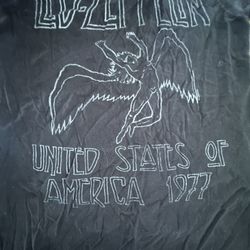 LED-ZEPPELIN
UNITED STATES OF
AMERICA 1977